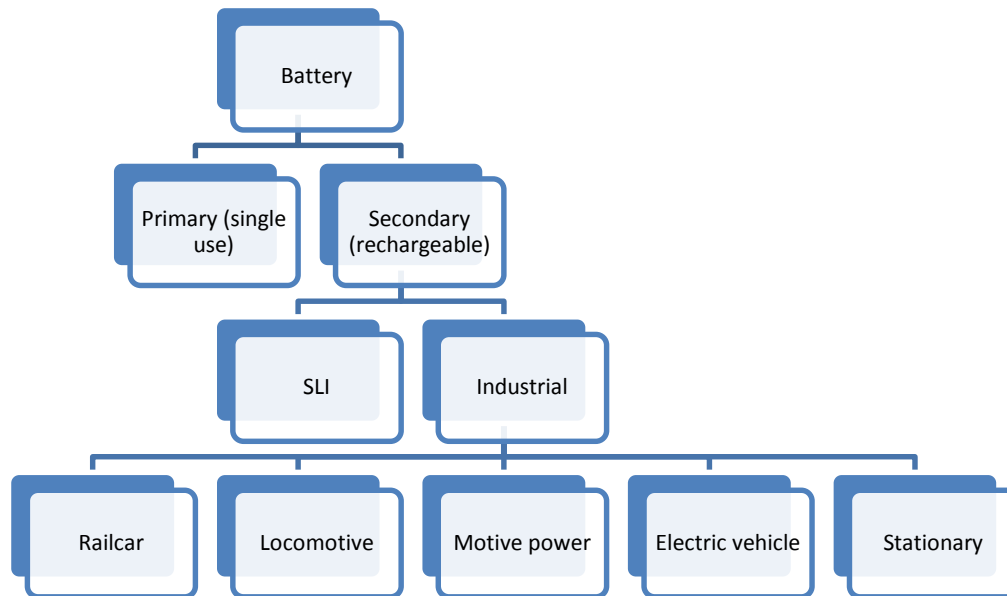 Battery
Primary (single
use)
Secondary
(rechargeable)
SLI
Industrial
Railcar
Locomotive
Motive power
Electric vehicle
Stationary